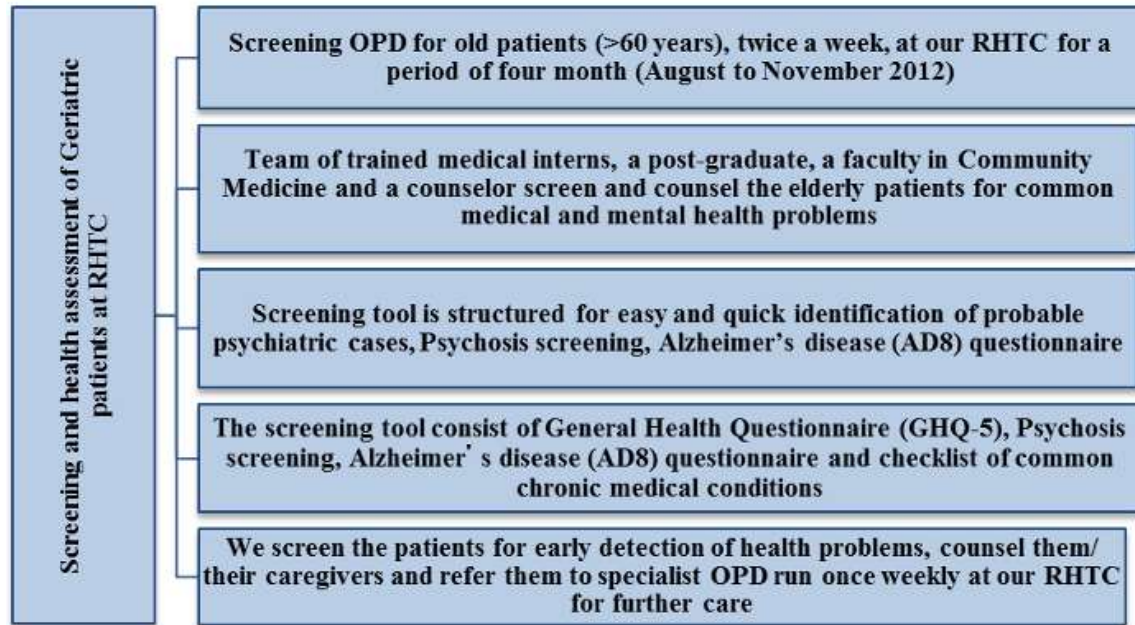 Screening and health assessment of Geriatric
patients at RHTC
Screening OPD for old patients (>60 years), twice a week, at our RHTC for a
period of four month (August to November 2012)
Team of trained medical interns, a post-graduate, a faculty in Community
Medicine and a counselor screen and counsel the elderly patients for common
medical and mental health problems
Screening tool is structured for easy and quick identification of probable
psychiatric cases, Psychosis screening, Alzheimer's disease (AD8) questionnaire
The screening tool consist of General Health Questionnaire (GHQ-5), Psychosis
screening, Alzheimer's disease (AD8) questionnaire and checklist of common
chronic medical conditions
We screen the patients for early detection of health problems, counsel them/
their caregivers and refer them to specialist OPD run once weekly at our RHTC
for further care